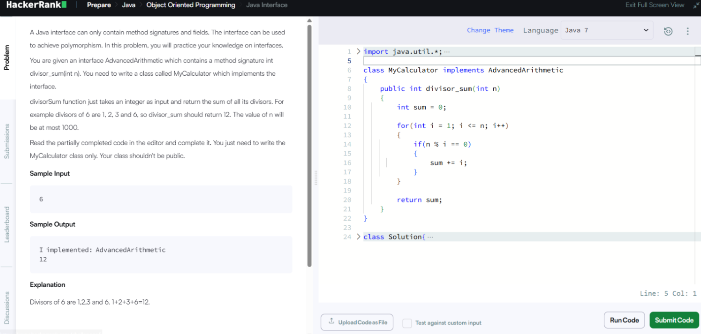 HackerRank
Prepare
Java
Object Oriented Programming
Java Interface
Exit Full Screen View
Problem
Submissions
Leaderboard
Discussions
A Java interface can only contain method signatures and fields. The interface can be used
to achieve polymorphism. In this problem, you will practice your knowledge on interfaces.
You are given an interface AdvancedArithmetic which contains a method signature int
divisor_sum(int n). You need to write a class called MyCalculator which implements the
interface.
divisorSum function just takes an integer as input and return the sum of all its divisors. For
example divisors of 6 are 1, 2, 3 and 6, so divisor_sum should return 12. The value of n will
be at most 1000.
Read the partially completed code in the editor and complete it. You just need to write the
MyCalculator class only. Your class shouldn't be public.
Sample Input
6
Sample Output
I implemented: AdvancedArithmetic
12
Explanation
Divisors of 6 are 1,2,3 and 6. 1+2+3+6=12.
Change Theme Language Java 7
1 import java.util.*;
5
6 class MyCalculator implements AdvancedArithmetic
7 {
8 public int divisor_sum(int n)
9 {
10 int sum = 0;
11
12 for(int i = 1; i <= n; i++)
13 {
14 if(n % i == 0)
15 {
16 sum += i;
17 }
18 }
19
20 return sum;
21 }
22 }
23
24 class Solution{
Line: 5 Col: 1
Upload Code as File
Test against custom input
Run Code
Submit Code